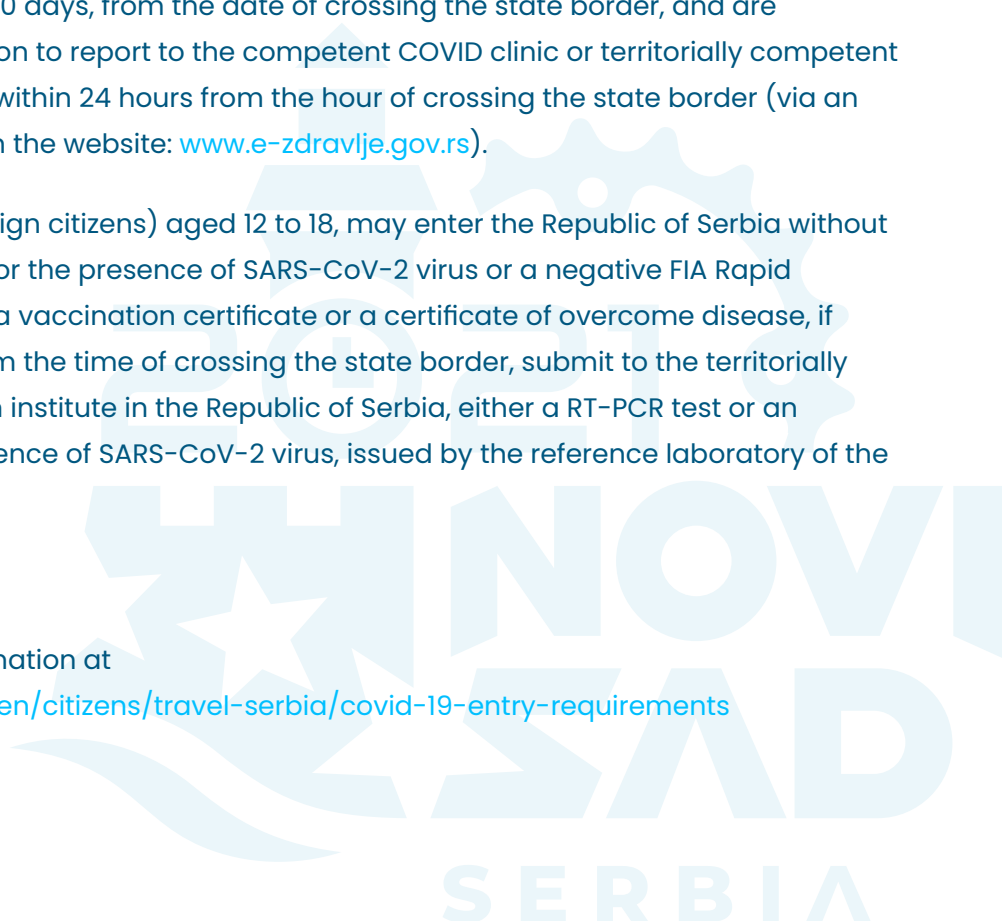 0 days, from the date of crossing the state border, and are
on to report to the competent COVID clinic or territorially competent
within 24 hours from the hour of crossing the state border (via an
n the website: www.e-zdravlje.gov.rs).
ign citizens) aged 12 to 18, may enter the Republic of Serbia without
or the presence of SARS-CoV-2 virus or a negative FIA Rapid
a vaccination certificate or a certificate of overcome disease, if
m the time of crossing the state border, submit to the territorially
n institute in the Republic of Serbia, either a RT-PCR test or an
ence of SARS-CoV-2 virus, issued by the reference laboratory of the
nation at
en/citizens/travel-serbia/covid-19-entry-requirements
2021
NOVI
SAD
SERBIA